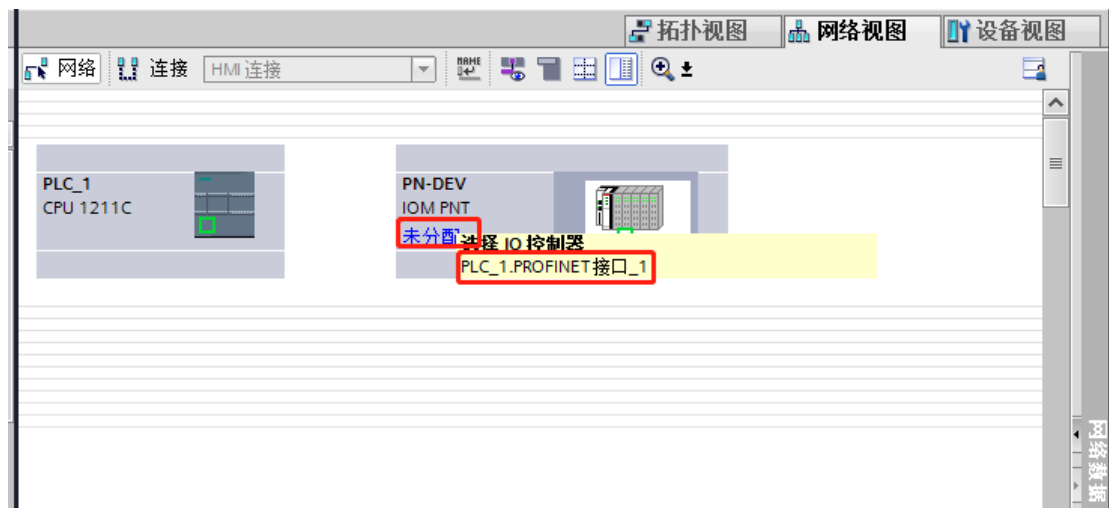 拓扑视图 网络视图 设备视图
网络 连接 HMI 连接
PLC_1
CPU 1211C
PN-DEV
IOM PNT
未分配
选择 IO 控制器
PLC_1.PROFINET接口_1
网络数据